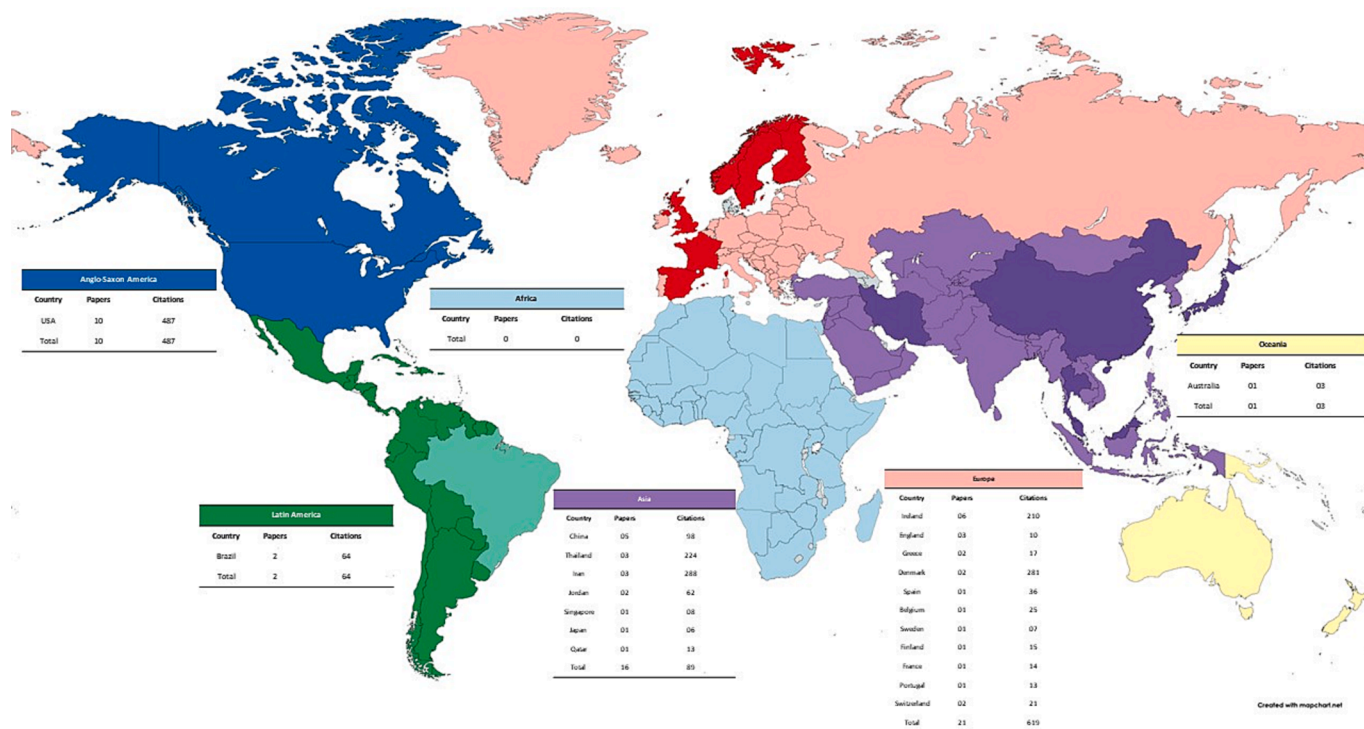 Anglo-Saxon America
Country Papers Citations
USA 10 487
Total 10 487
Africa
Country Papers Citations
Total 0 0
Oceania
Country Papers Citations
Australia 01 03
Total 01 03
Latin America
Country Papers Citations
Brazil 2 64
Total 2 64
Asia
Country Papers Citations
China 05 98
Thailand 03 224
Iran 03 288
Jordan 02 62
Singapore 01 08
Japan 01 06
Qatar 01 13
Total 16 89
Europe
Country Papers Citations
Ireland 06 210
England 03 10
Greece 02 17
Denmark 02 281
Spain 01 36
Belgium 01 25
Sweden 01 07
Finland 01 15
France 01 14
Portugal 01 13
Switzerland 02 21
Total 21 619
Created with mapchart.net